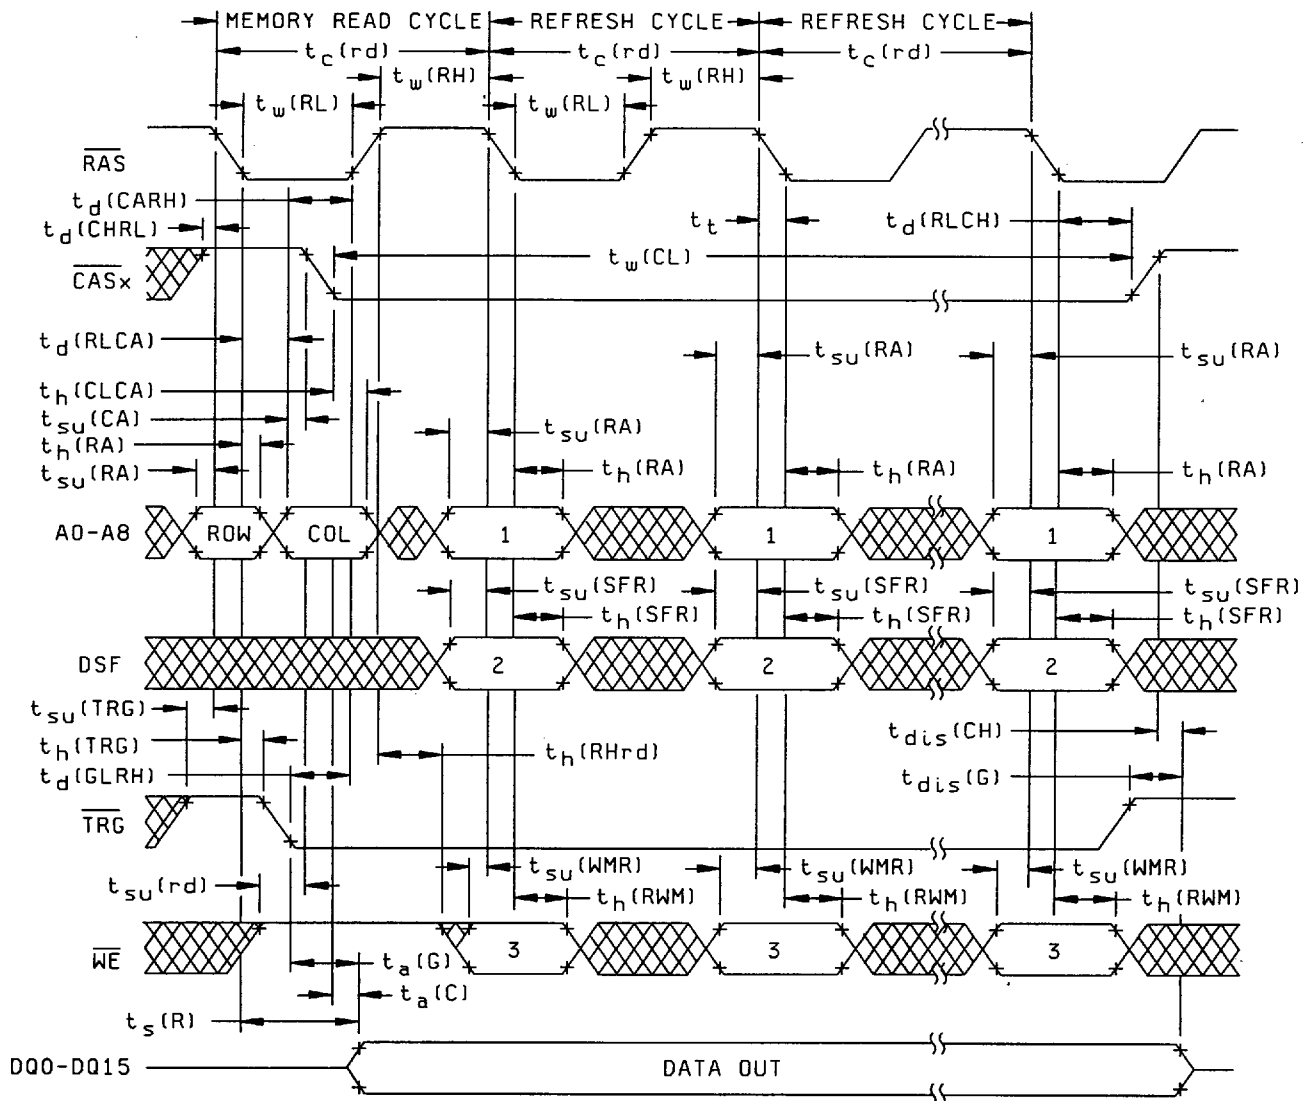 MEMORY READ CYCLE REFRESH CYCLE REFRESH CYCLE
tc(rd) tc(rd) tc(rd)
tw(RH) tw(RH)
tw(RL) tw(RL)
RAS
td(CARH)
td(CHRL) tt td(RLCH)
CASx tw(CL)
td(RLCA) tsu(RA) tsu(RA)
th(CLCA)
tsu(CA) tsu(RA)
th(RA)
tsu(RA) th(RA) th(RA) th(RA)
A0-A8 ROW COL 1 1 1
tsu(SFR) tsu(SFR) tsu(SFR)
th(SFR) th(SFR) th(SFR)
DSF 2 2 2
tsu(TRG) tdis(CH)
th(TRG) th(RHrd)
td(GLRH) tdis(G)
TRG
tsu(rd) tsu(WMR) tsu(WMR) tsu(WMR)
th(RWM) th(RWM) th(RWM)
WE 3 3 3
ta(G)
ta(C)
ts(R)
DQ0-DQ15 DATA OUT